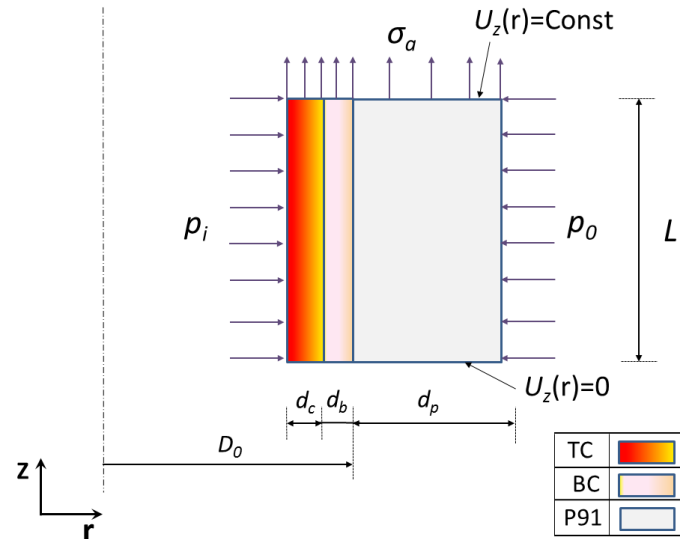 U_z(r)=Const
σ_a
p_i
p_0
L
U_z(r)=0
d_c
d_b
d_p
D_0
z
r
TC
BC
P91